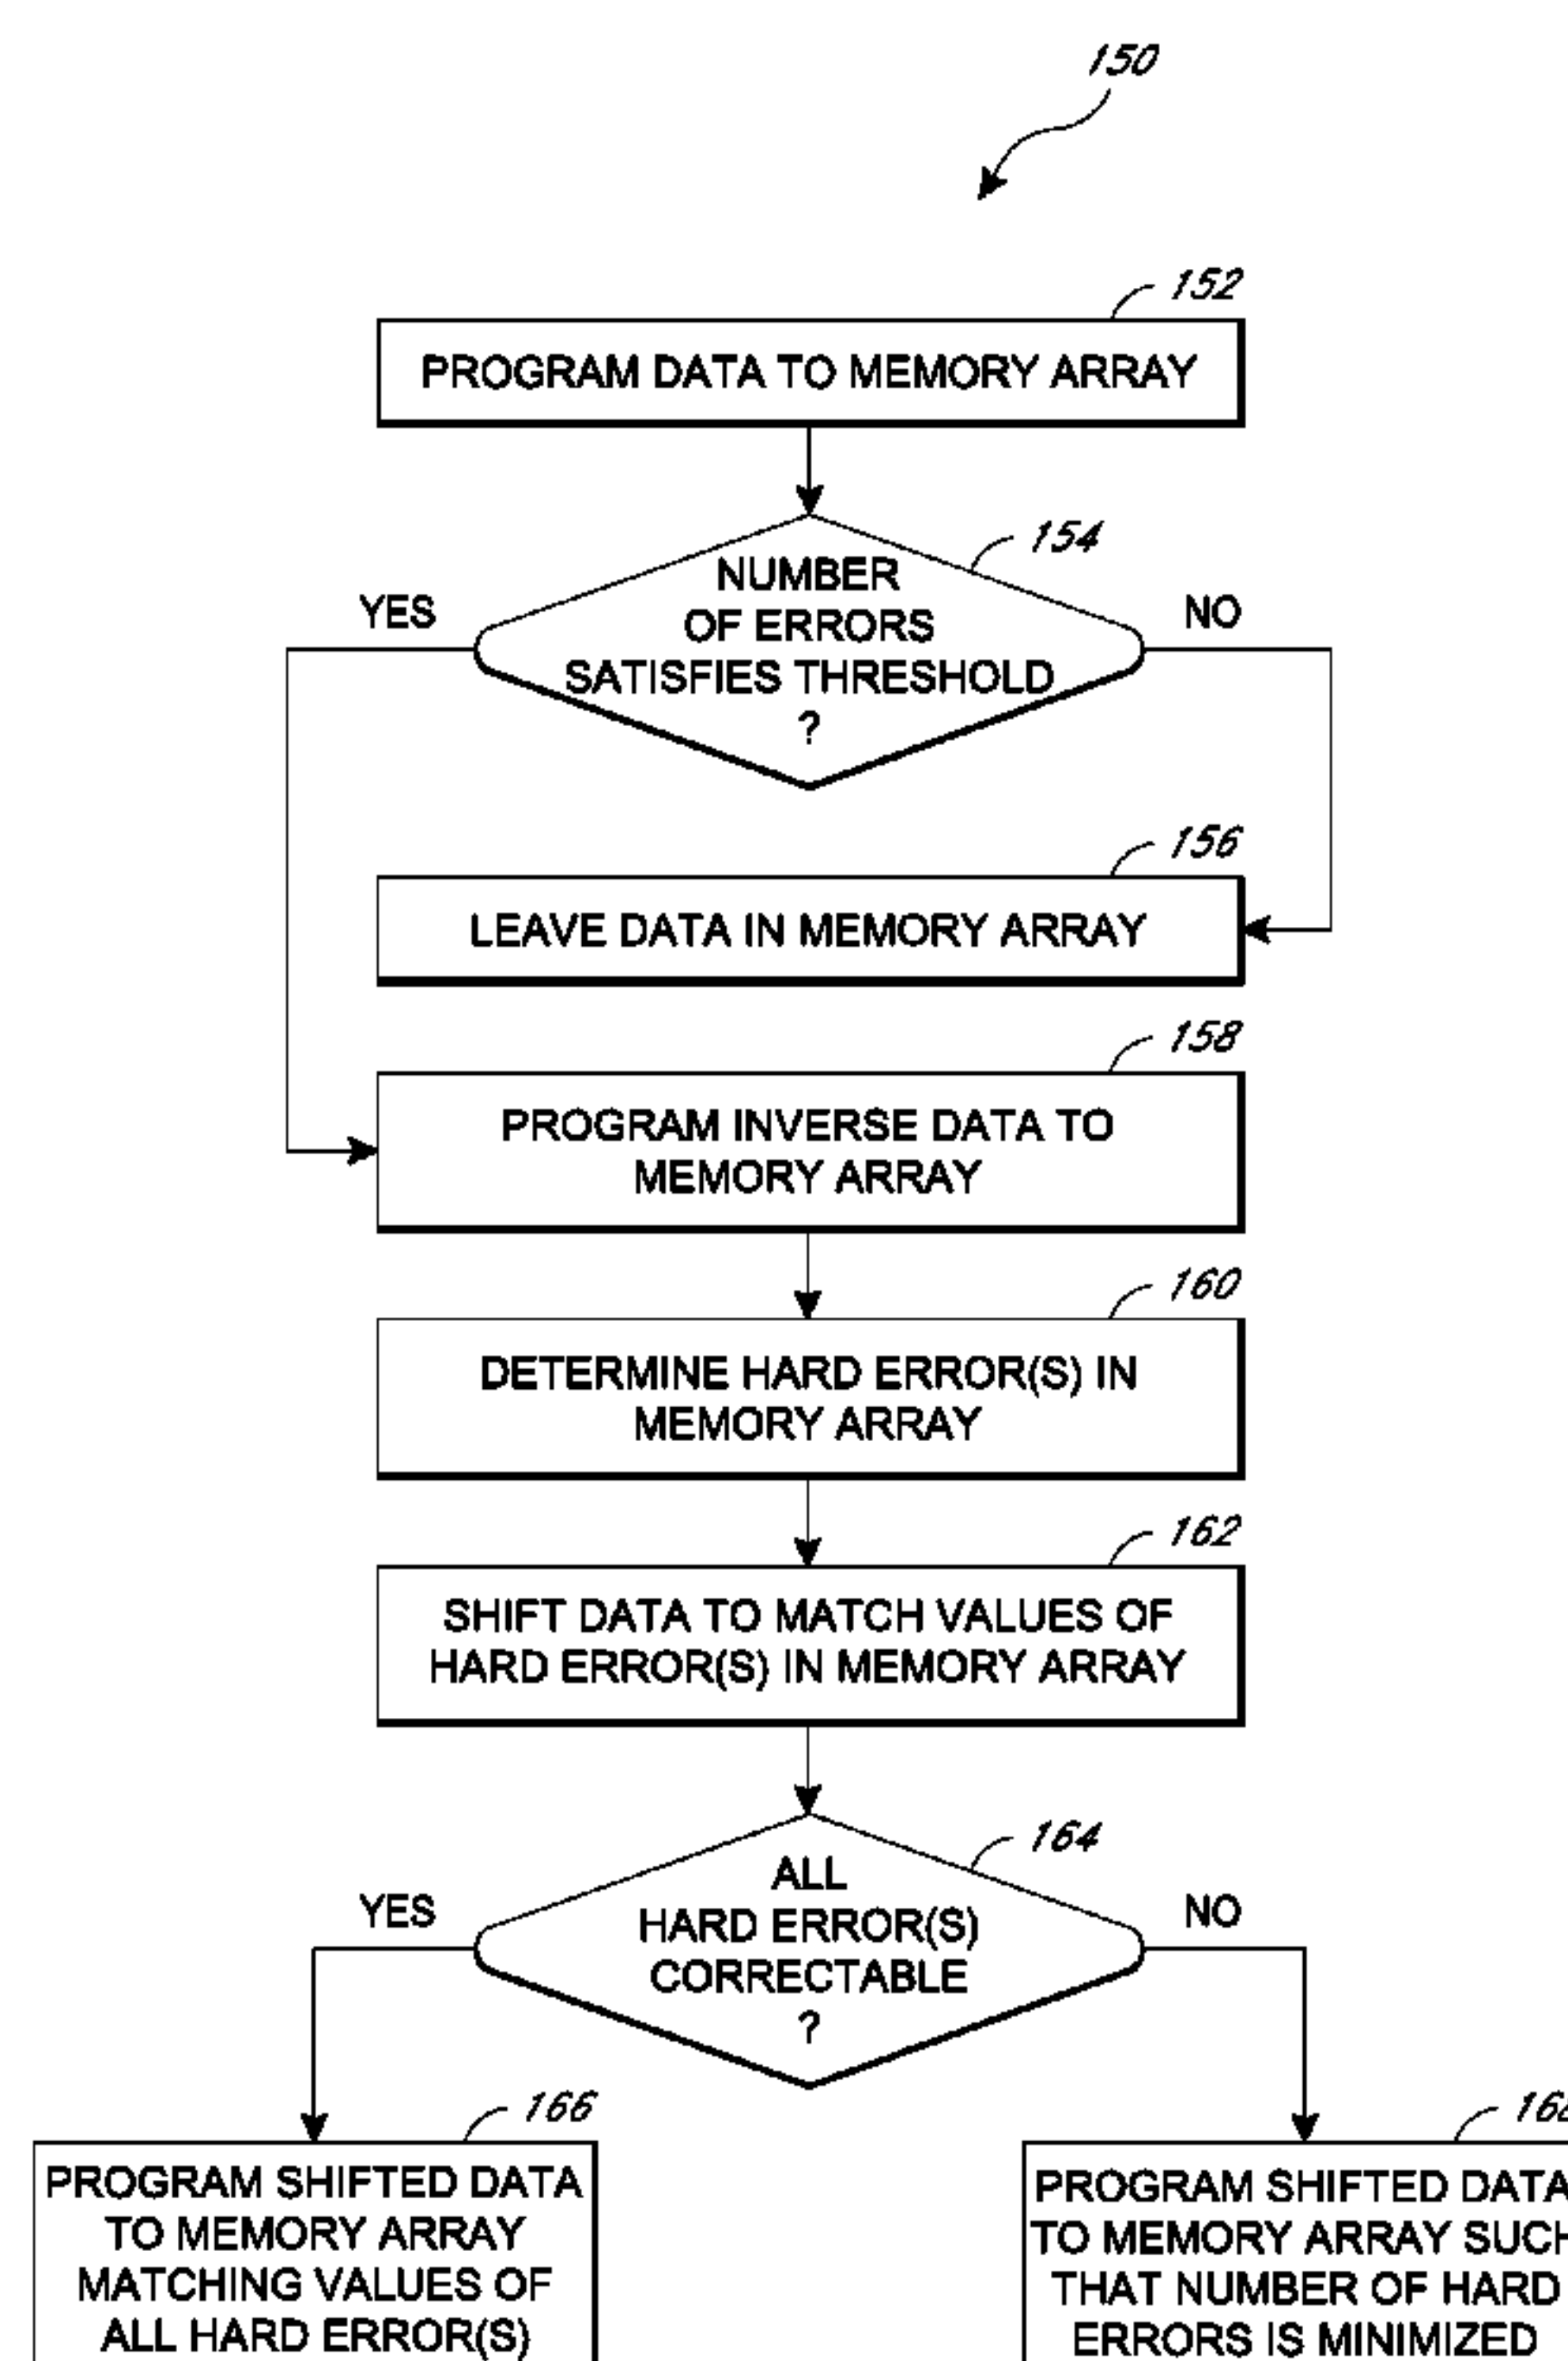 150
152
PROGRAM DATA TO MEMORY ARRAY
154
NUMBER
OF ERRORS
SATISFIES THRESHOLD
?
YES
NO
156
LEAVE DATA IN MEMORY ARRAY
158
PROGRAM INVERSE DATA TO
MEMORY ARRAY
160
DETERMINE HARD ERROR(S) IN
MEMORY ARRAY
162
SHIFT DATA TO MATCH VALUES OF
HARD ERROR(S) IN MEMORY ARRAY
164
ALL
HARD ERROR(S)
CORRECTABLE
?
YES
NO
166
PROGRAM SHIFTED DATA
TO MEMORY ARRAY
MATCHING VALUES OF
ALL HARD ERROR(S)
PROGRAM SHIFTED DATA
TO MEMORY ARRAY SUCH
THAT NUMBER OF HARD
ERRORS IS MINIMIZED